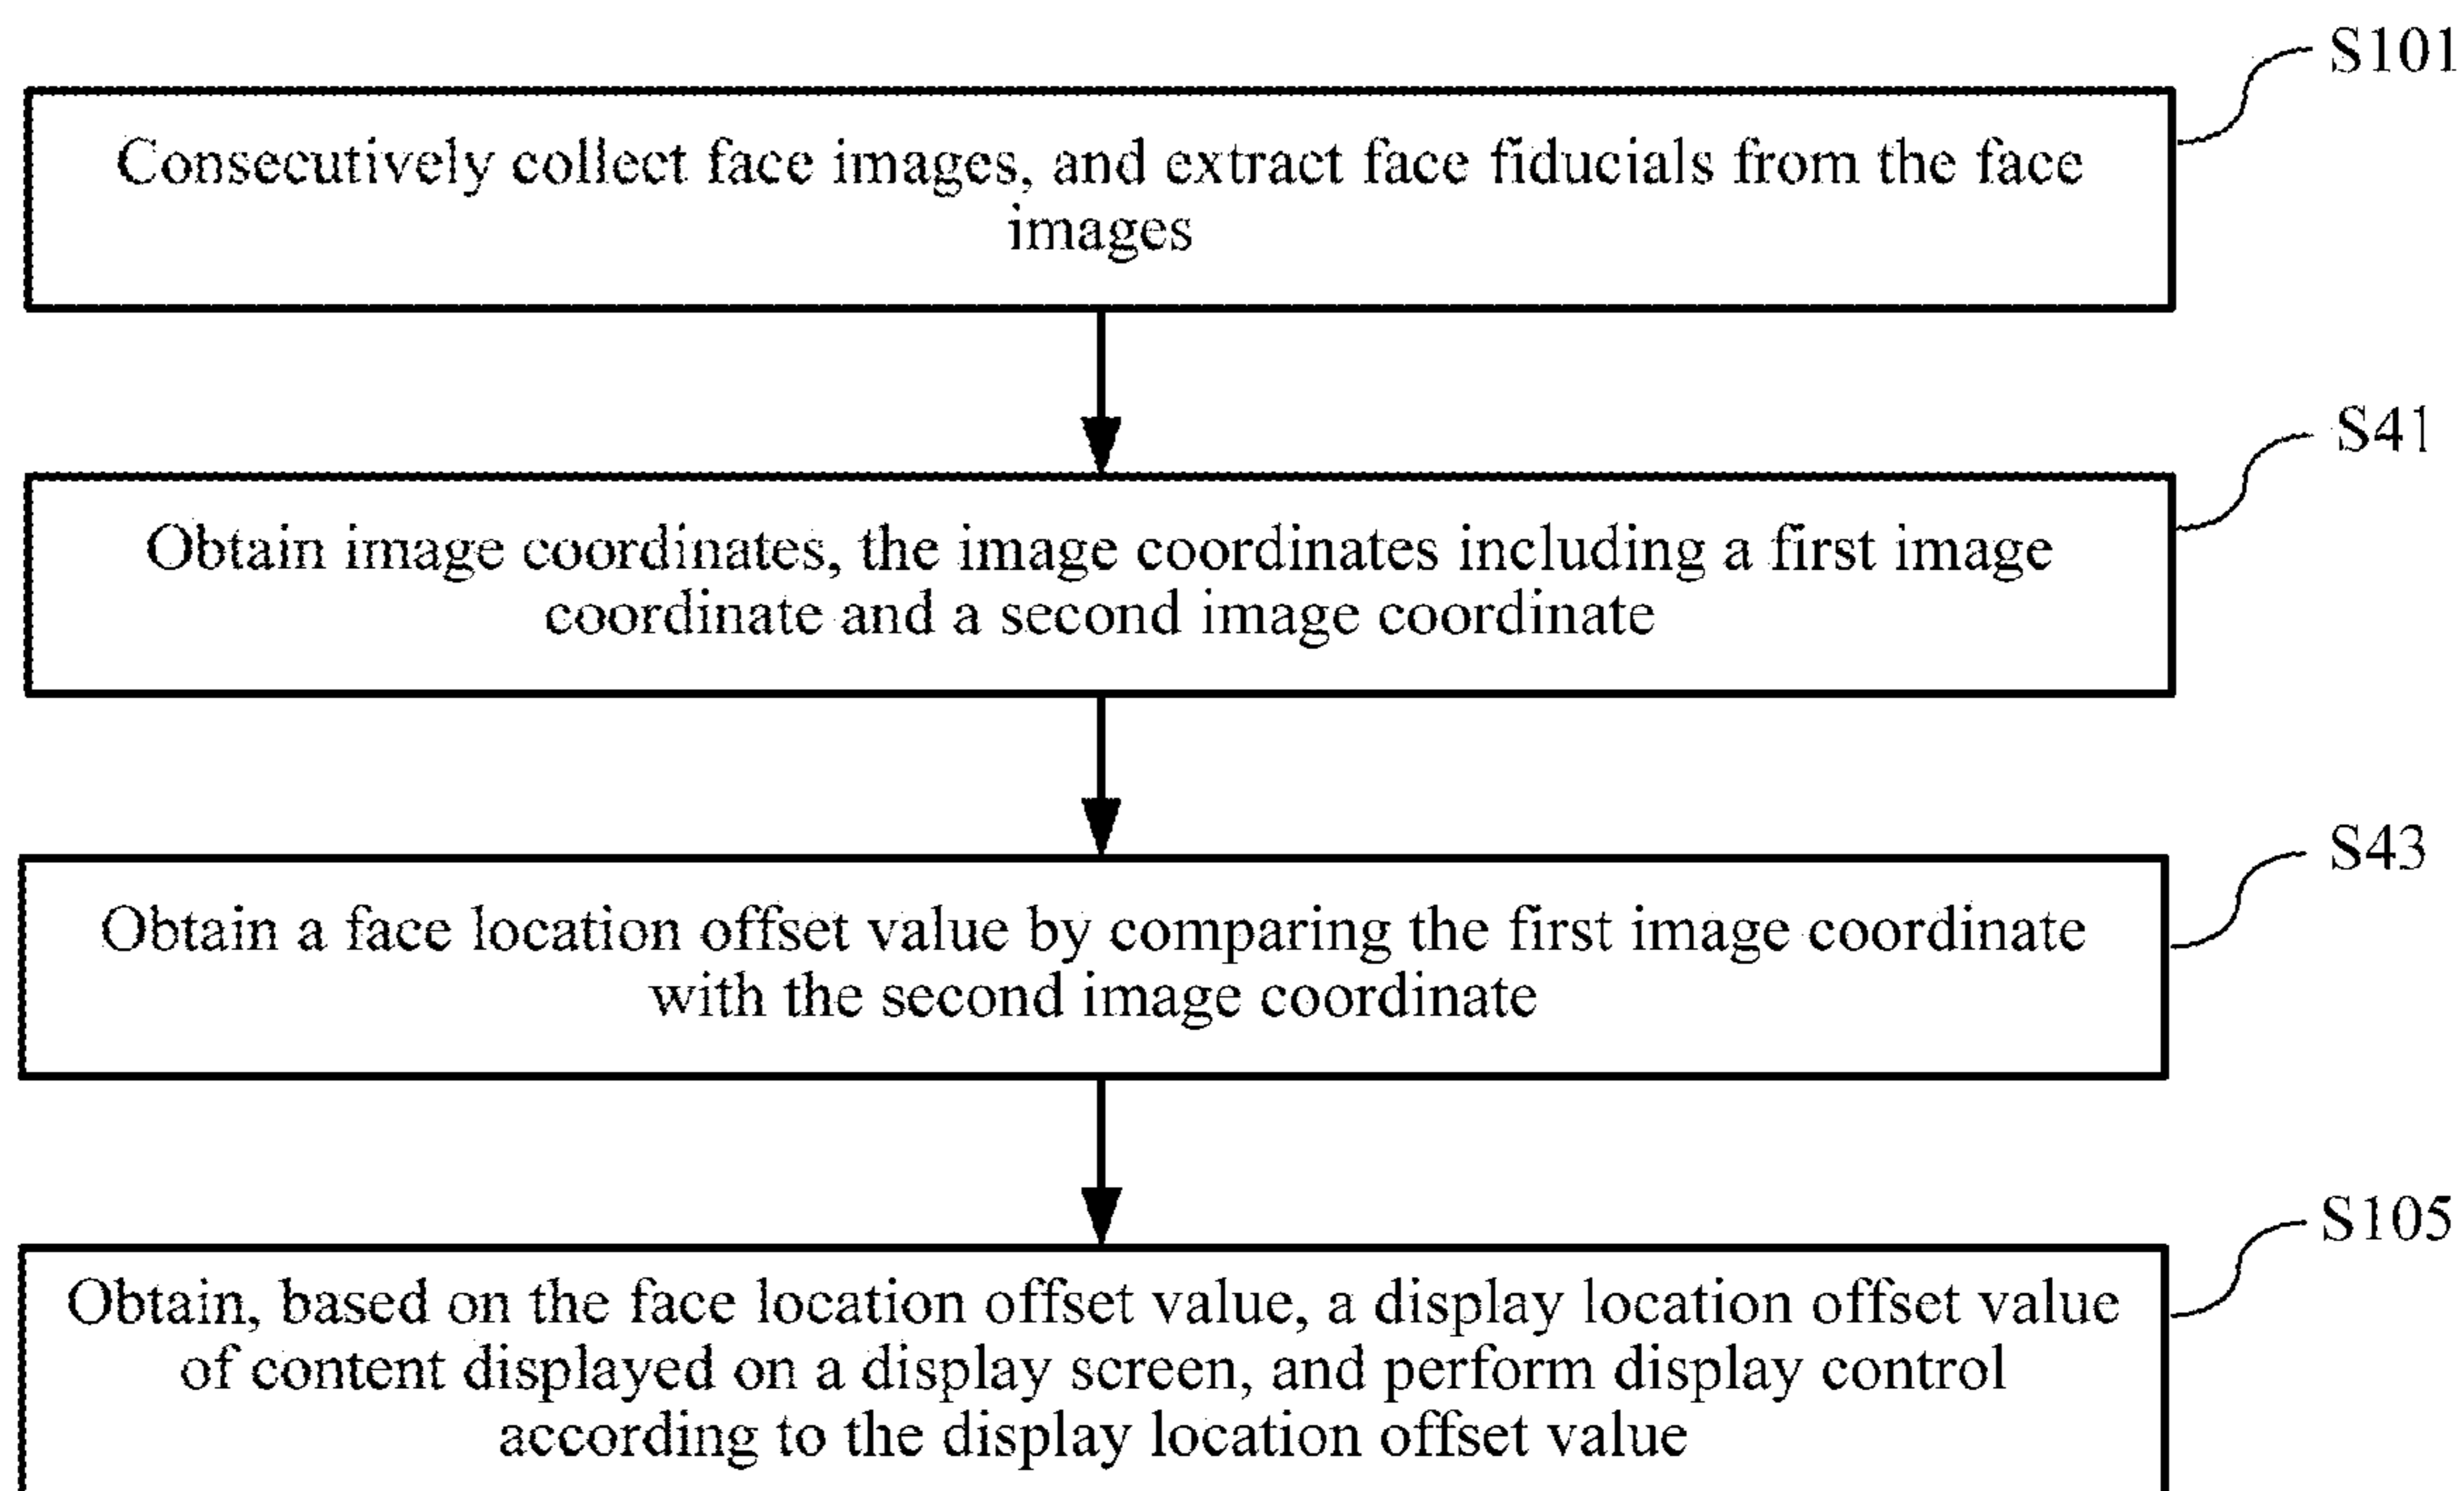 S101
Consecutively collect face images, and extract face fiducials from the face
images
S41
Obtain image coordinates, the image coordinates including a first image
coordinate and a second image coordinate
S43
Obtain a face location offset value by comparing the first image coordinate
with the second image coordinate
S105
Obtain, based on the face location offset value, a display location offset value
of content displayed on a display screen, and perform display control
according to the display location offset value